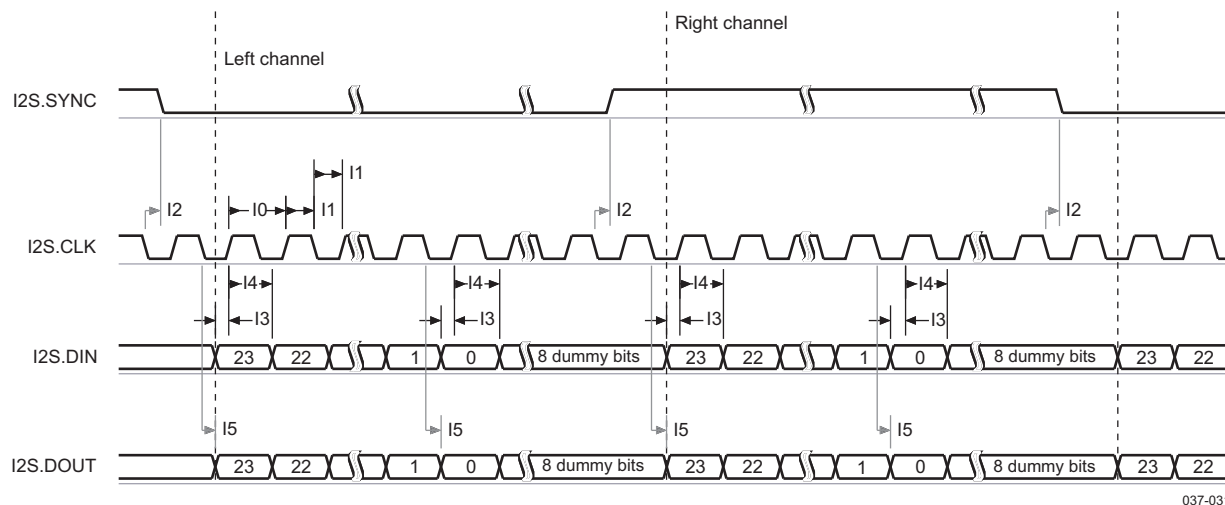 Right channel
Left channel
I2S.SYNC
I1
I2 I0 I1 I2 I2
I2S.CLK
I4 I4 I4 I4
I3 I3 I3 I3
I2S.DIN 23 22 1 0 8 dummy bits 23 22 1 0 8 dummy bits 23 22
I5 I5 I5 I5
I2S.DOUT 23 22 1 0 8 dummy bits 23 22 1 0 8 dummy bits 23 22